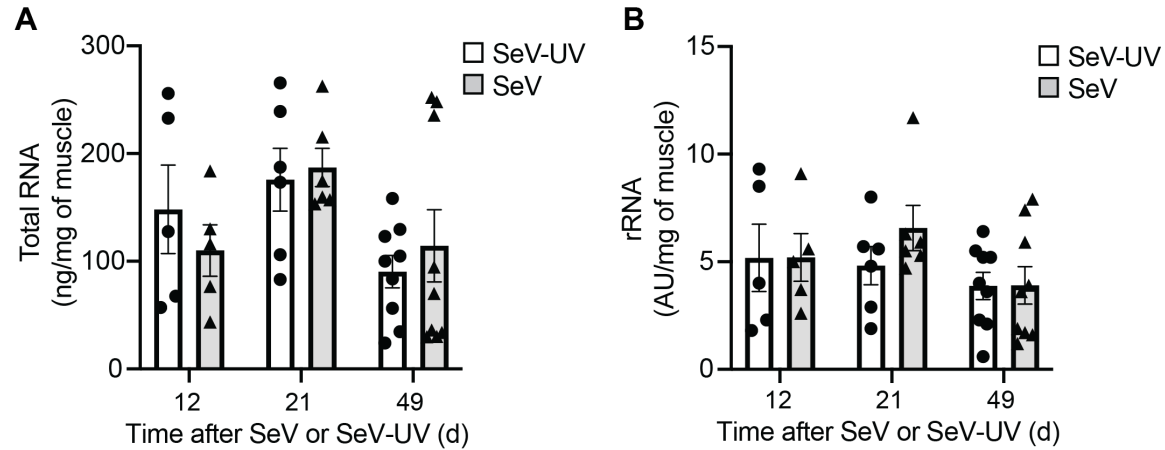 A
300
200
100
0
Total RNA
(ng/mg of muscle)
SeV-UV
SeV
12 21 49
Time after SeV or SeV-UV (d)
B
15
10
5
0
rRNA
(AU/mg of muscle)
SeV-UV
SeV
12 21 49
Time after SeV or SeV-UV (d)